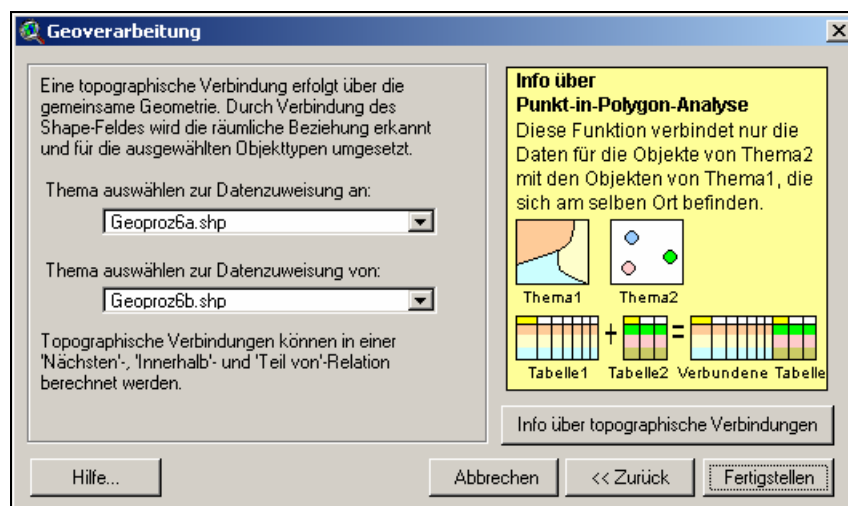 Geoverarbeitung
Eine topographische Verbindung erfolgt über die
gemeinsame Geometrie. Durch Verbindung des
Shape-Feldes wird die räumliche Beziehung erkannt
und für die ausgewählten Objekttypen umgesetzt.
Thema auswählen zur Datenzuweisung an:
Geoproz6a.shp
Thema auswählen zur Datenzuweisung von:
Geoproz6b.shp
Topographische Verbindungen können in einer
'Nächsten'-, 'Innerhalb'- und 'Teil von'-Relation
berechnet werden.
Info über
Punkt-in-Polygon-Analyse
Diese Funktion verbindet nur die
Daten für die Objekte von Thema2
mit den Objekten von Thema1, die
sich am selben Ort befinden.
Thema1 Thema2
+ =
Tabelle1 Tabelle2 Verbundene Tabelle
Info über topographische Verbindungen
Hilfe... Abbrechen << Zurück Fertigstellen